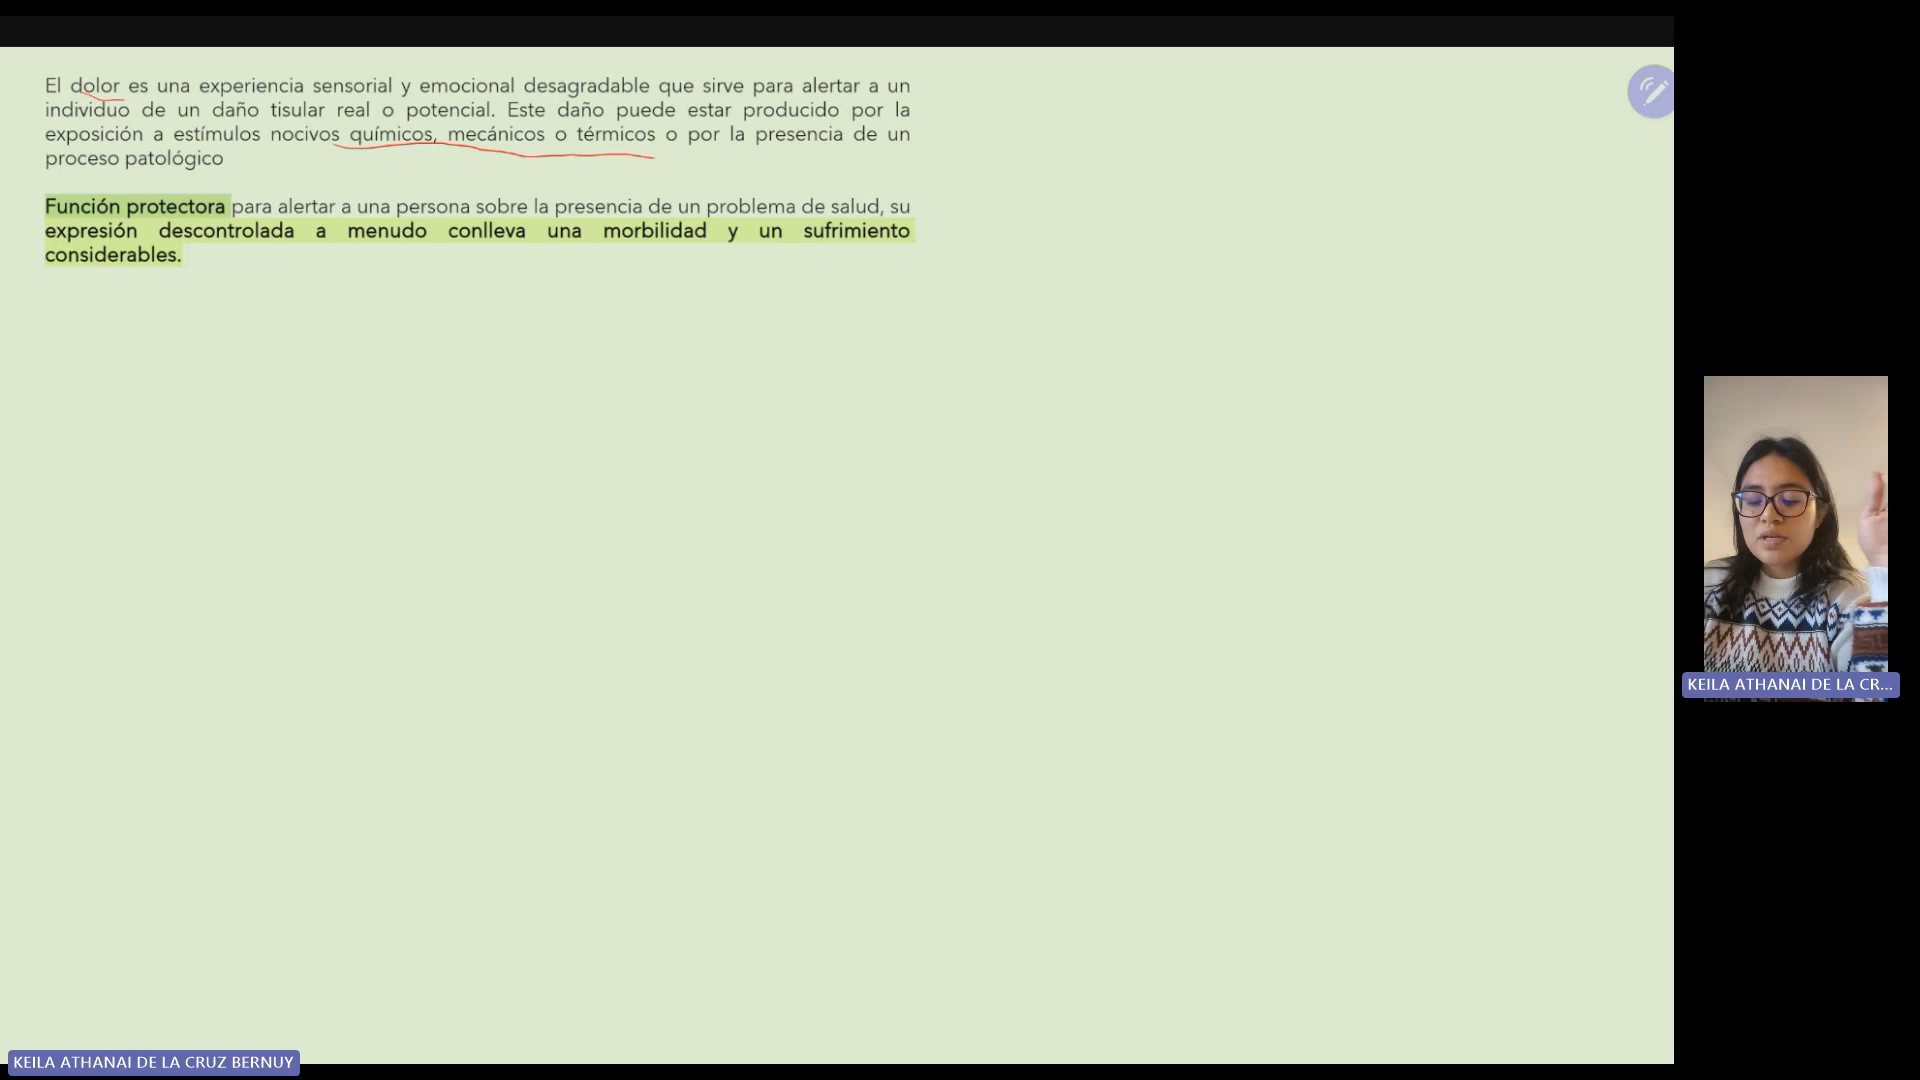 El dolor es una experiencia sensorial y emocional desagradable que sirve para alertar a un
individuo de un daño tisular real o potencial. Este daño puede estar producido por la
exposición a estímulos nocivos químicos, mecánicos o térmicos o por la presencia de un
proceso patológico
Función protectora para alertar a una persona sobre la presencia de un problema de salud, su
expresión descontrolada a menudo conlleva una morbilidad y un sufrimiento
considerables.
KEILA ATHANAI DE LA CR...
KEILA ATHANAI DE LA CRUZ BERNUY